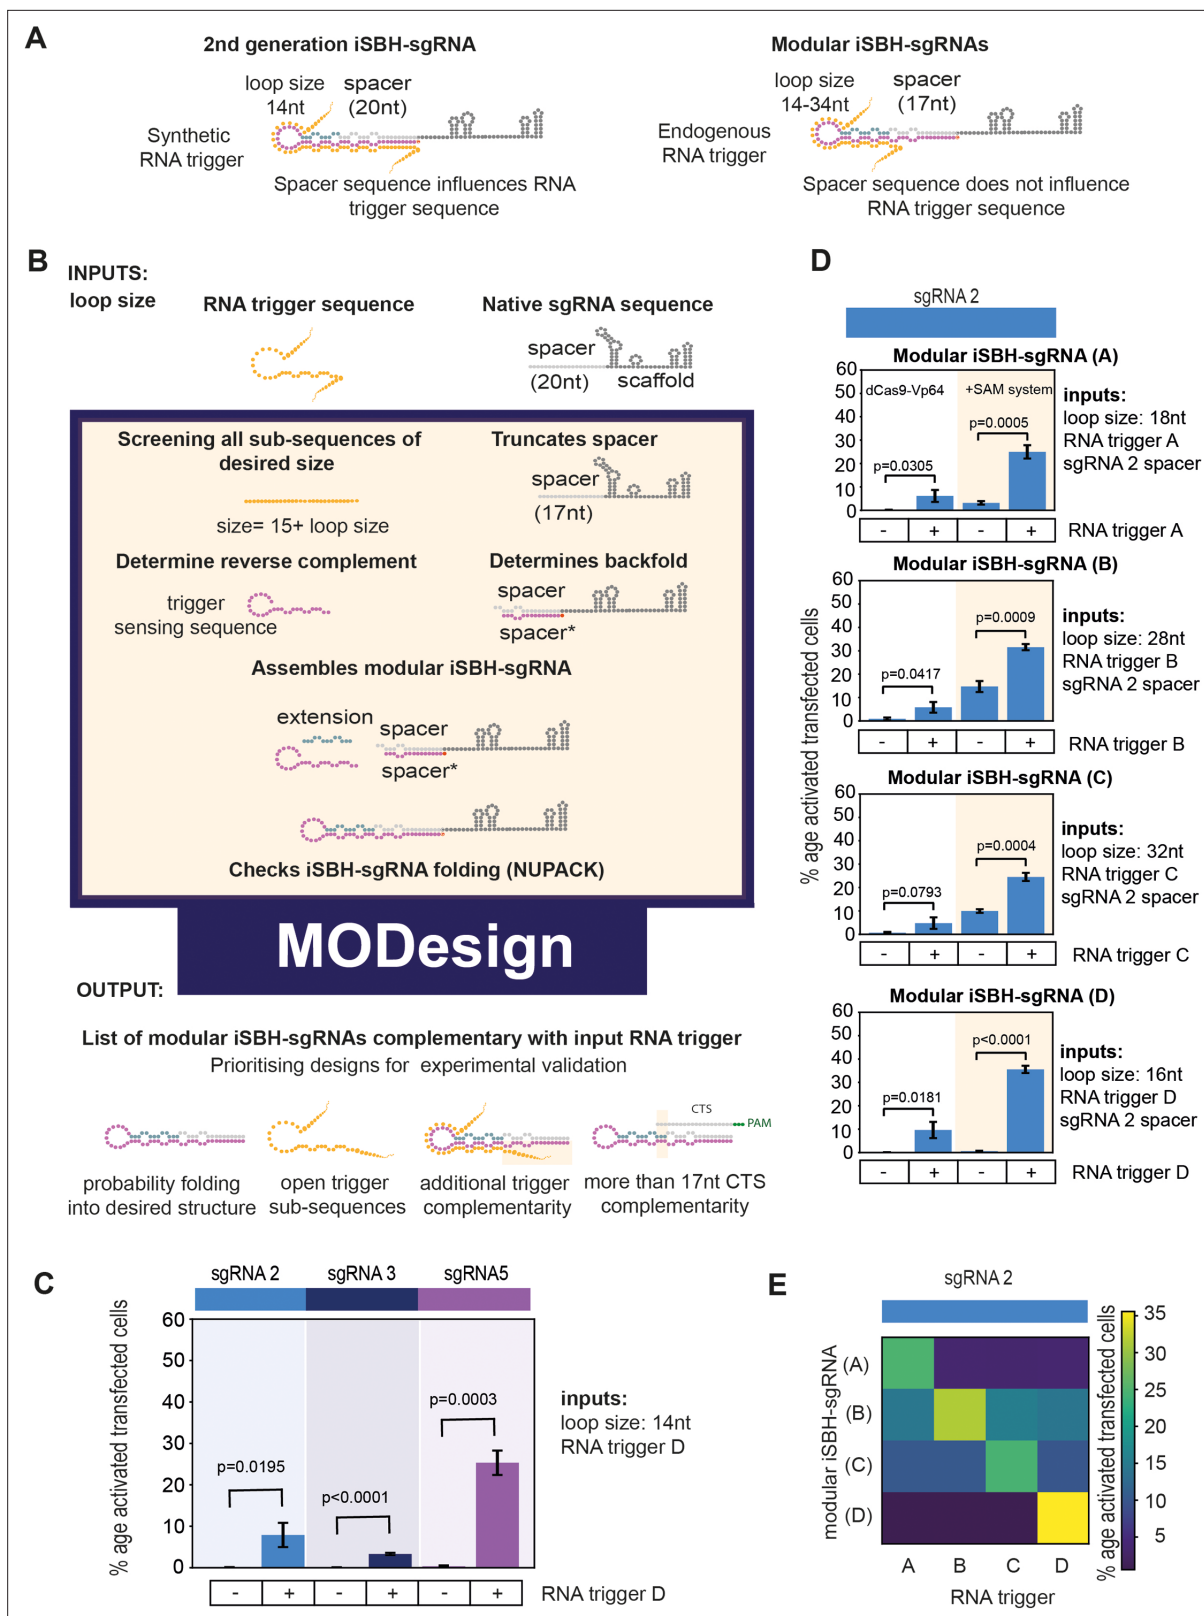 A
2nd generation iSBH-sgRNA
loop size
14nt
spacer
(20nt)
Synthetic
RNA trigger
Spacer sequence influences RNA
trigger sequence
Modular iSBH-sgRNAs
loop size
14-34nt
spacer
(17nt)
Endogenous
RNA trigger
Spacer sequence does not influence
RNA trigger sequence
B
INPUTS:
loop size
RNA trigger sequence
Native sgRNA sequence
spacer
(20nt)
scaffold
Screening all sub-sequences of
desired size
size= 15+ loop size
Truncates spacer
spacer
(17nt)
Determine reverse complement
trigger
sensing sequence
Determines backfold
spacer
spacer*
Assembles modular iSBH-sgRNA
extension
spacer
spacer*
Checks iSBH-sgRNA folding (NUPACK)
MODesign
OUTPUT:
List of modular iSBH-sgRNAs complementary with input RNA trigger
Prioritising designs for experimental validation
CTS
PAM
probability folding
into desired structure
open trigger
sub-sequences
additional trigger
complementarity
more than 17nt CTS
complementarity
C
sgRNA 2
sgRNA 3
sgRNA5
% age activated transfected cells
60
50
40
30
20
10
0
p=0.0195
p<0.0001
p=0.0003
inputs:
loop size: 14nt
RNA trigger D
- + - + - +
RNA trigger D
D
sgRNA 2
% age activated transfected cells
Modular iSBH-sgRNA (A)
60
50
40
30
20
10
0
dCas9-Vp64
+SAM system
p=0.0305
p=0.0005
inputs:
loop size: 18nt
RNA trigger A
sgRNA 2 spacer
- + - +
RNA trigger A
Modular iSBH-sgRNA (B)
60
50
40
30
20
10
0
p=0.0417
p=0.0009
inputs:
loop size: 28nt
RNA trigger B
sgRNA 2 spacer
- + - +
RNA trigger B
Modular iSBH-sgRNA (C)
60
50
40
30
20
10
0
p=0.0793
p=0.0004
inputs:
loop size: 32nt
RNA trigger C
sgRNA 2 spacer
- + - +
RNA trigger C
Modular iSBH-sgRNA (D)
60
50
40
30
20
10
0
p=0.0181
p<0.0001
inputs:
loop size: 16nt
RNA trigger D
sgRNA 2 spacer
- + - +
RNA trigger D
E
sgRNA 2
modular iSBH-sgRNA
(A)
(B)
(C)
(D)
A B C D
RNA trigger
35
30
25
20
15
10
5
% age activated transfected cells